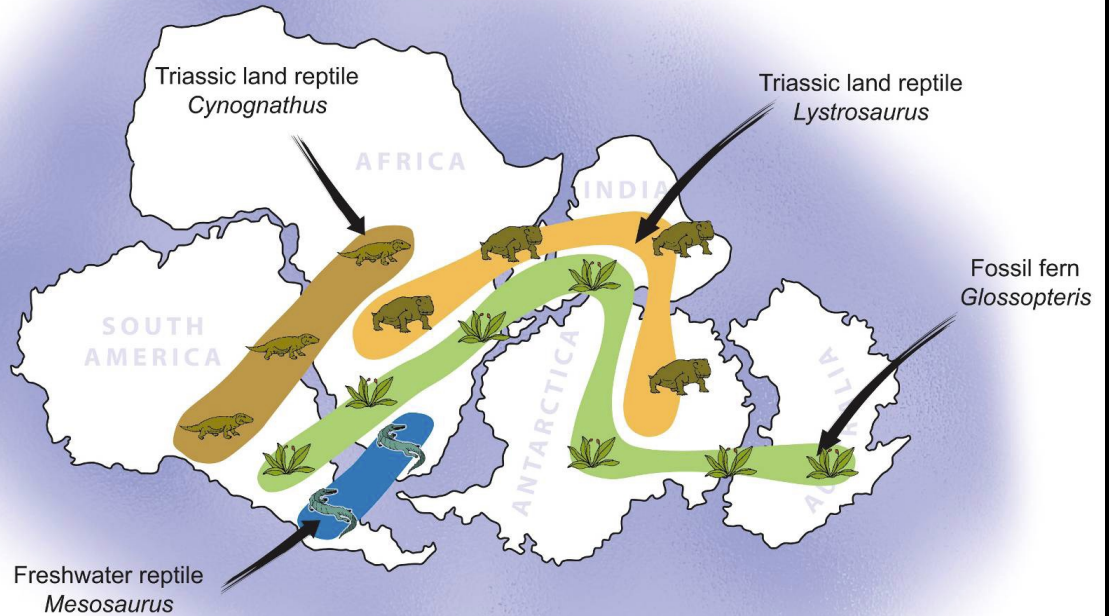 Triassic land reptile
Cynognathus
Triassic land reptile
Lystrosaurus
AFRICA
INDIA
Fossil fern
Glossopteris
SOUTH
AMERICA
ANTARCTICA
AUSTRALIA
Freshwater reptile
Mesosaurus